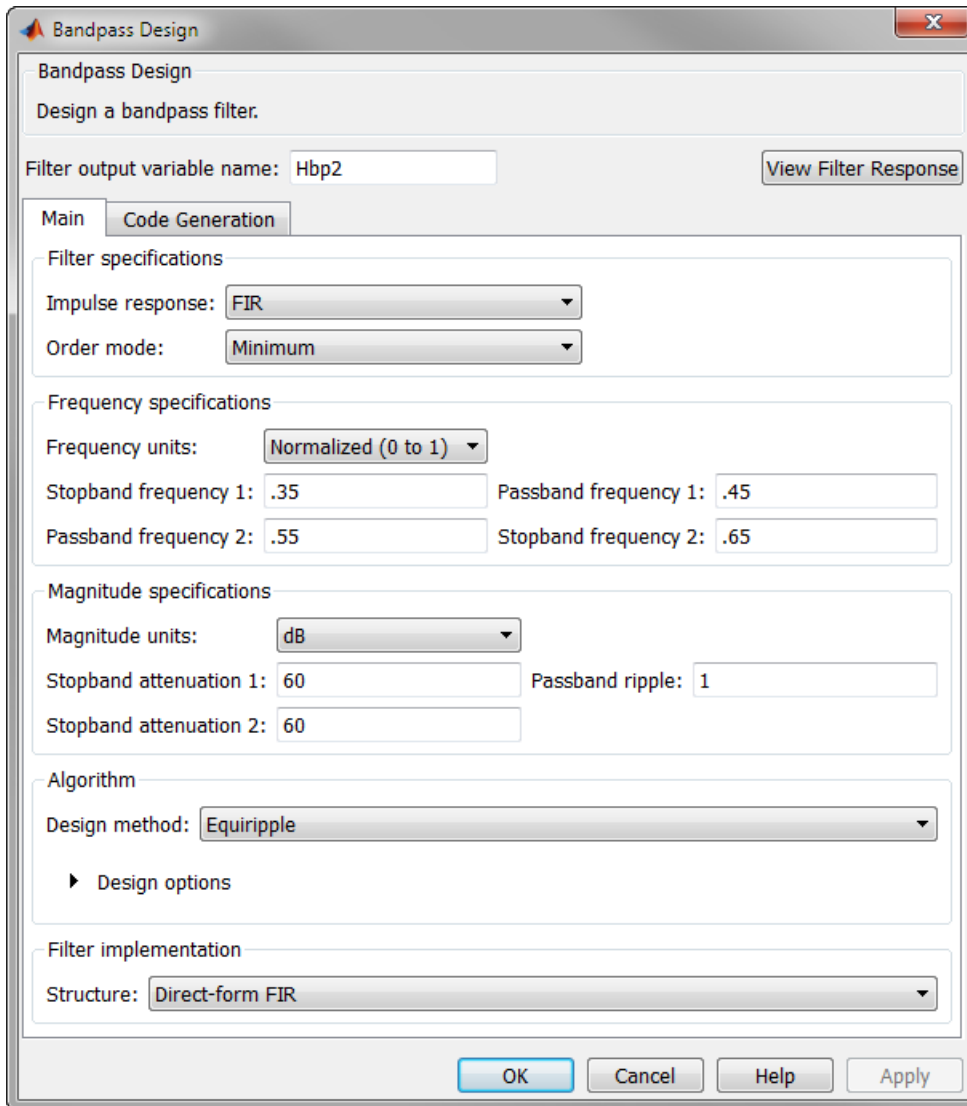 Bandpass Design
Bandpass Design
Design a bandpass filter.
Filter output variable name: Hbp2 View Filter Response
Main Code Generation
Filter specifications
Impulse response: FIR
Order mode: Minimum
Frequency specifications
Frequency units: Normalized (0 to 1)
Stopband frequency 1: .35 Passband frequency 1: .45
Passband frequency 2: .55 Stopband frequency 2: .65
Magnitude specifications
Magnitude units: dB
Stopband attenuation 1: 60 Passband ripple: 1
Stopband attenuation 2: 60
Algorithm
Design method: Equiripple
Design options
Filter implementation
Structure: Direct-form FIR
OK Cancel Help Apply